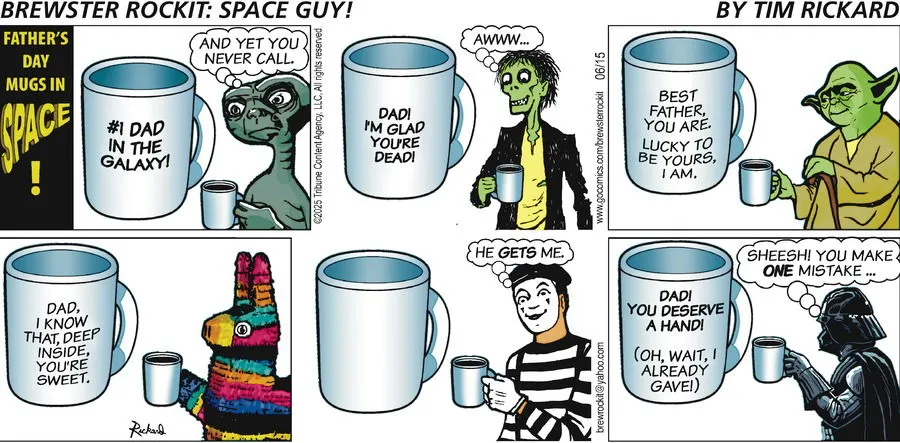 BREWSTER ROCKIT: SPACE GUY!
BY TIM RICKARD
FATHER'S
DAY
MUGS IN
SPACE
!
#1 DAD
IN THE
GALAXY!
AND YET YOU
NEVER CALL.
©2025 Tribune Content Agency, LLC. All rights reserved
DAD!
I'M GLAD
YOU'RE
DEAD!
AWWW...
www.gocomics.com/brewsterrockit 06/15
BEST
FATHER,
YOU ARE.
LUCKY TO
BE YOURS,
I AM.
DAD,
I KNOW
THAT, DEEP
INSIDE,
YOU'RE
SWEET.
Rickard
HE GETS ME.
brewrockit@yahoo.com
DAD!
YOU DESERVE
A HAND!
(OH, WAIT, I
ALREADY
GAVE!)
SHEESH! YOU MAKE
ONE MISTAKE ...